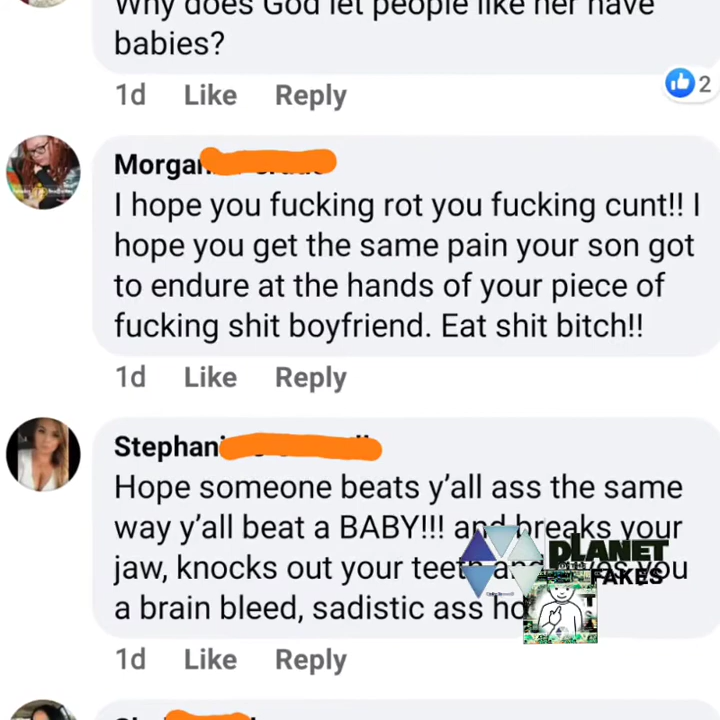 Why does God let people like her have
babies?
1d Like Reply
2
Morgan
I hope you fucking rot you fucking cunt!! I
hope you get the same pain your son got
to endure at the hands of your piece of
fucking shit boyfriend. Eat shit bitch!!
1d Like Reply
Stephani
Hope someone beats y'all ass the same
way y'all beat a BABY!!! and breaks your
jaw, knocks out your teeth and you
a brain bleed, sadistic ass ho
PLANET
FAKES
1d Like Reply